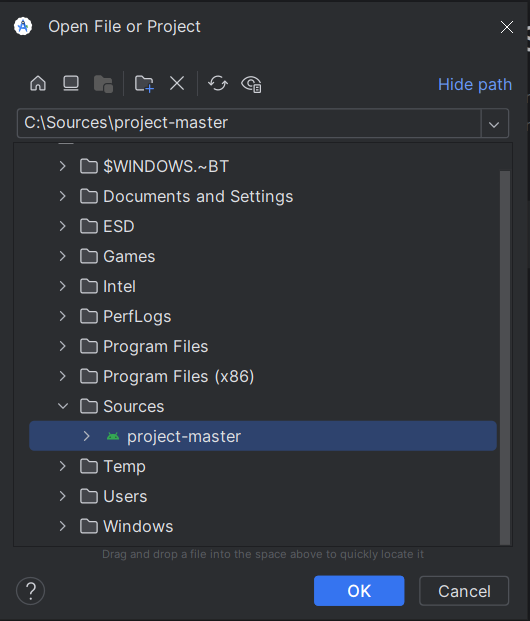 Open File or Project
Hide path
C:\Sources\project-master
$WINDOWS.~BT
Documents and Settings
ESD
Games
Intel
PerfLogs
Program Files
Program Files (x86)
Sources
project-master
Temp
Users
Windows
Drag and drop a file into the space above to quickly locate it
? OK Cancel